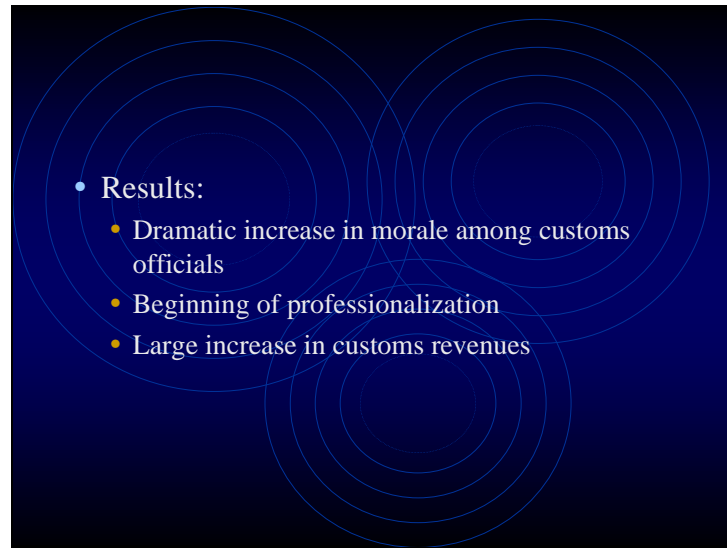 • Results:
• Dramatic increase in morale among customs
officials
• Beginning of professionalization
• Large increase in customs revenues